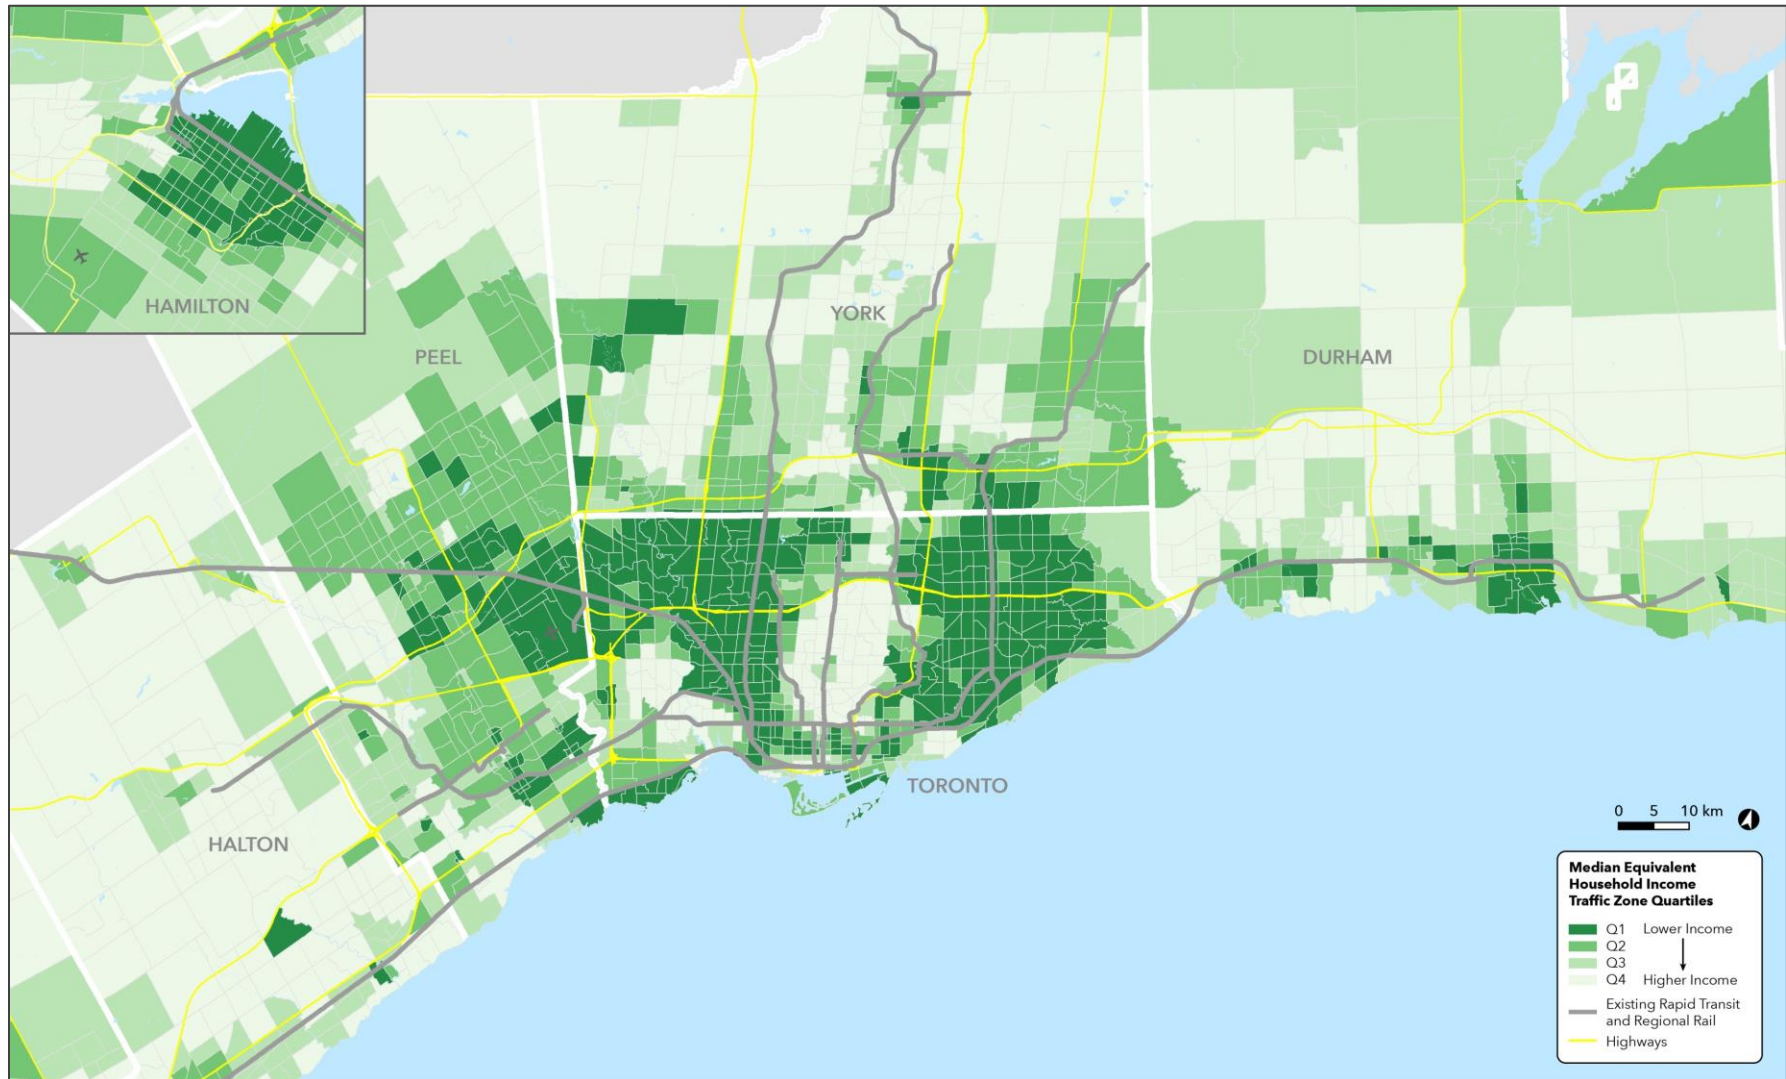 HAMILTON
PEEL
YORK
DURHAM
TORONTO
HALTON
0 5 10 km
Median Equivalent
Household Income
Traffic Zone Quartiles
Q1 Lower Income
Q2
Q3
Q4 Higher Income
Existing Rapid Transit
and Regional Rail
Highways